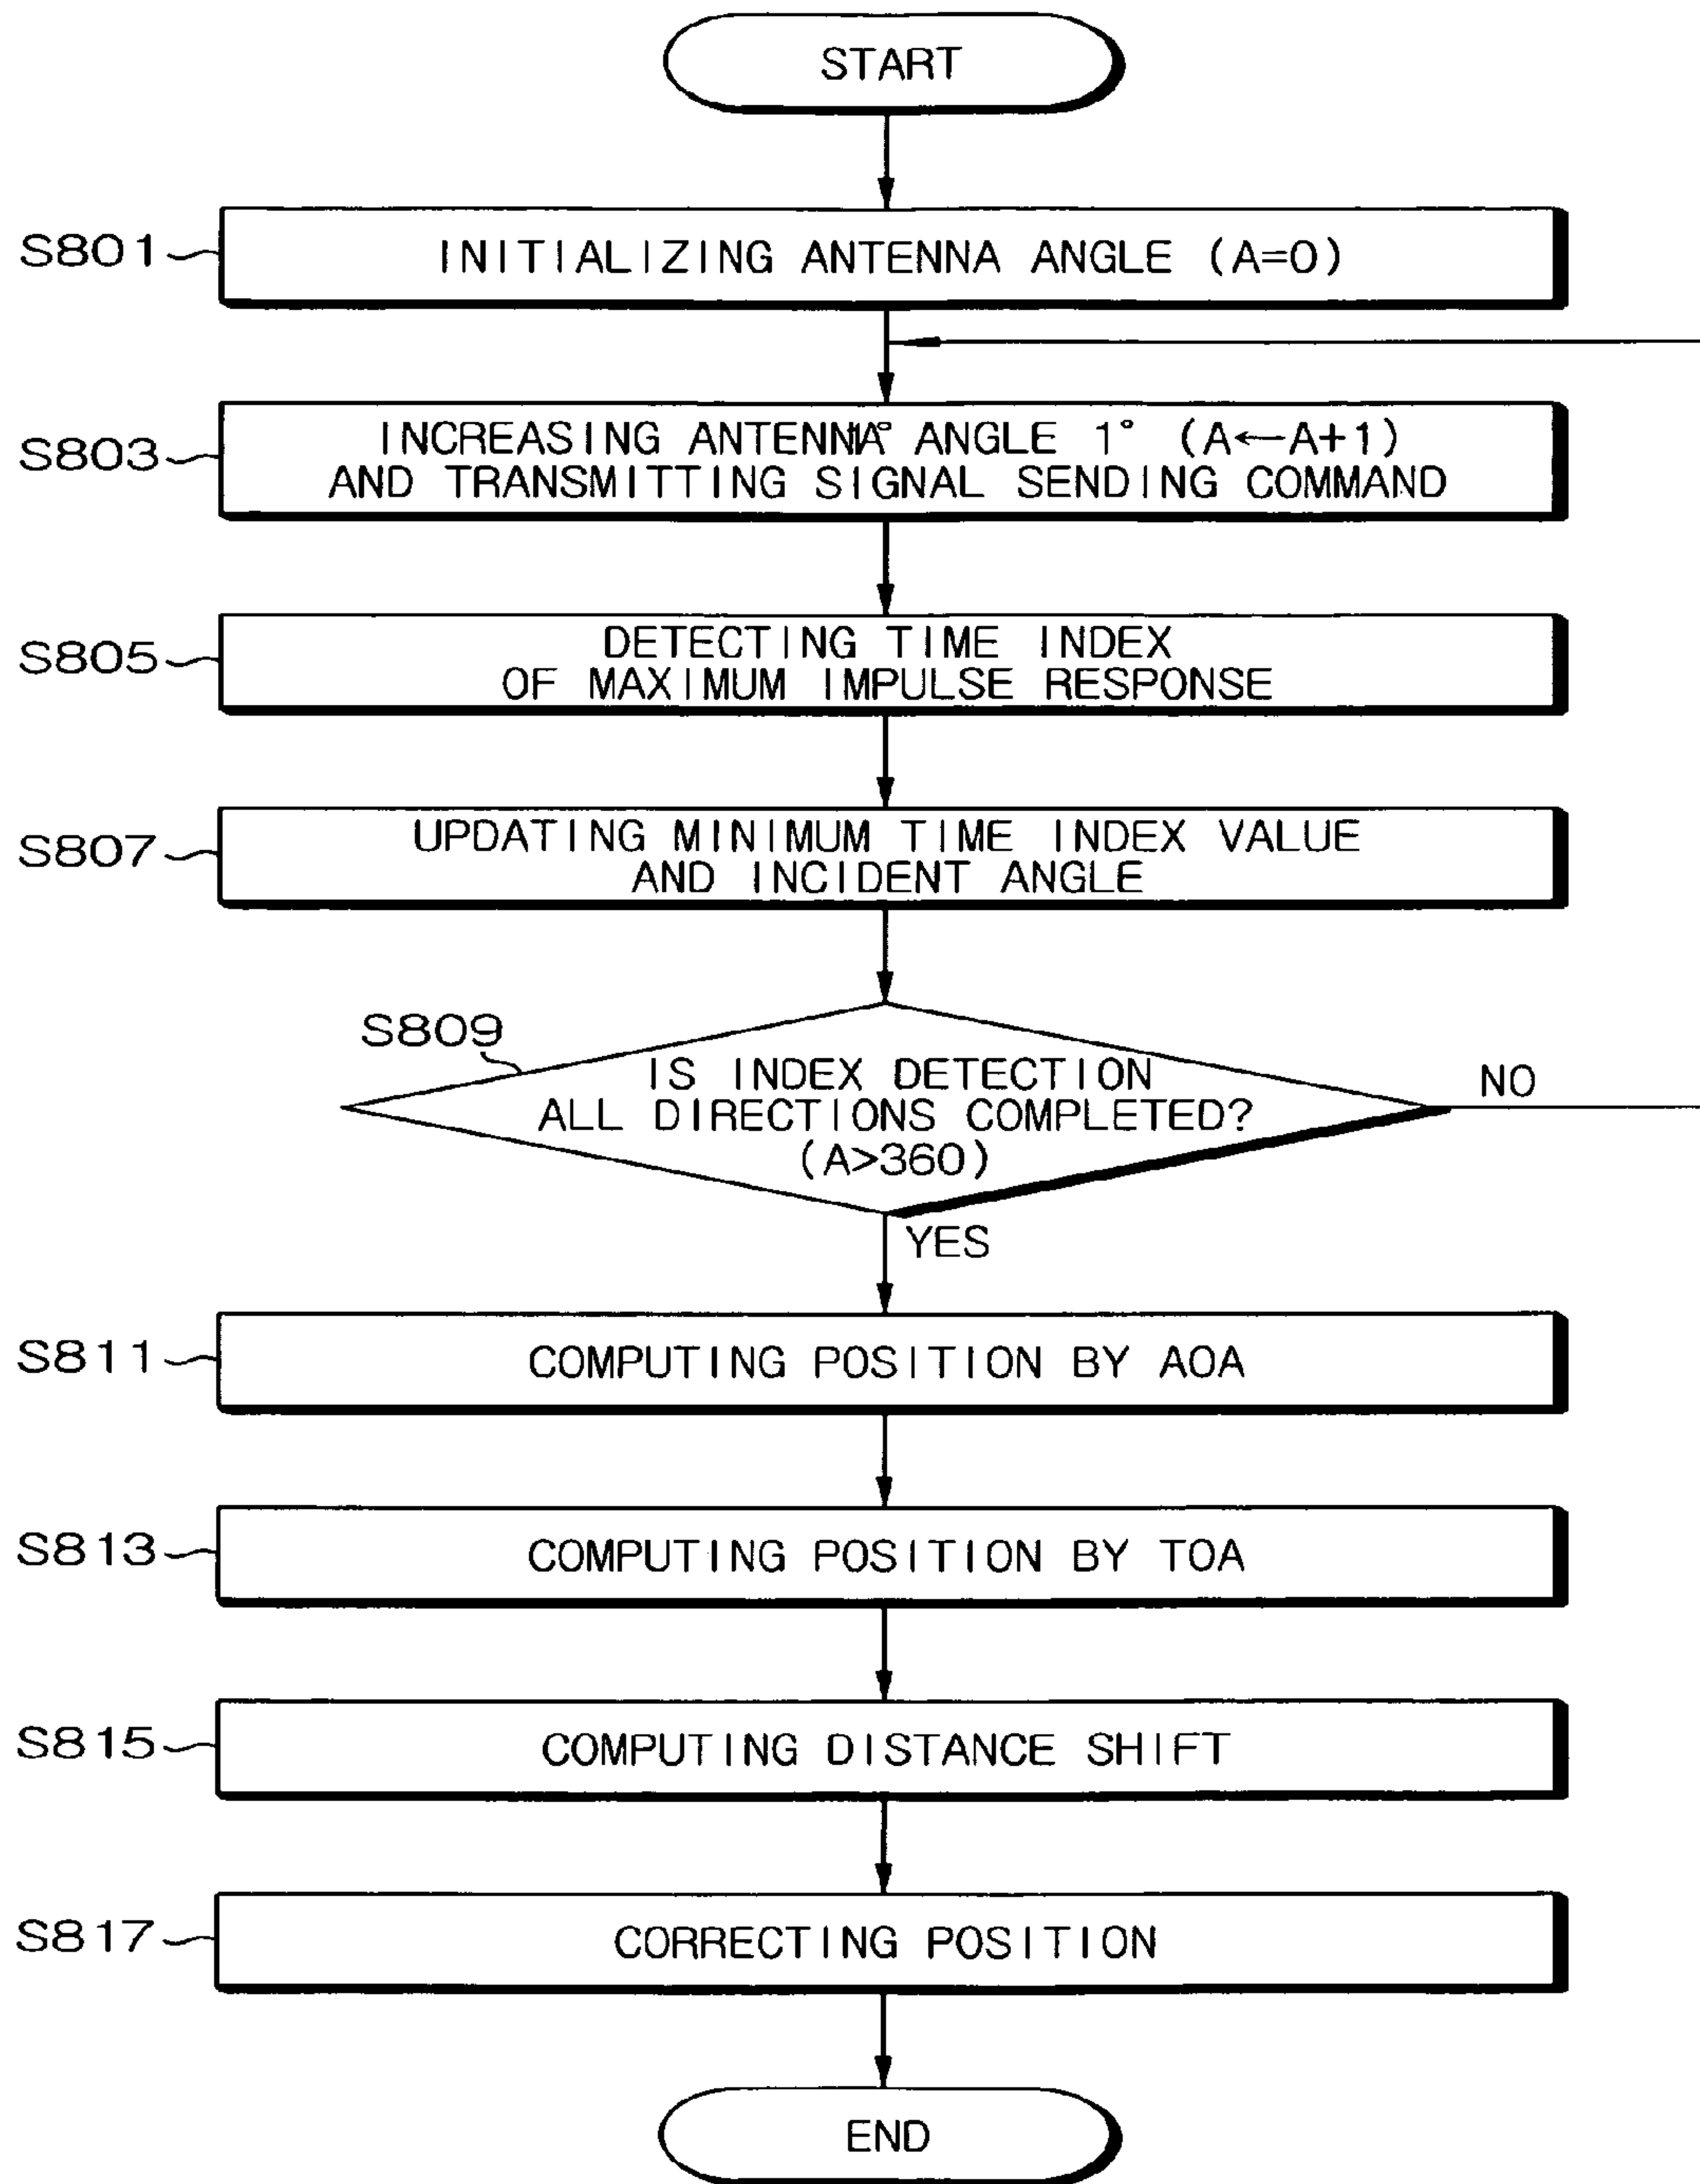 START
S801
INITIALIZING ANTENNA ANGLE (A=0)
S803
INCREASING ANTENNA° ANGLE 1° (A←A+1)
AND TRANSMITTING SIGNAL SENDING COMMAND
S805
DETECTING TIME INDEX
OF MAXIMUM IMPULSE RESPONSE
S807
UPDATING MINIMUM TIME INDEX VALUE
AND INCIDENT ANGLE
S809
IS INDEX DETECTION
ALL DIRECTIONS COMPLETED?
(A>360)
NO
YES
S811
COMPUTING POSITION BY AOA
S813
COMPUTING POSITION BY TOA
S815
COMPUTING DISTANCE SHIFT
S817
CORRECTING POSITION
END